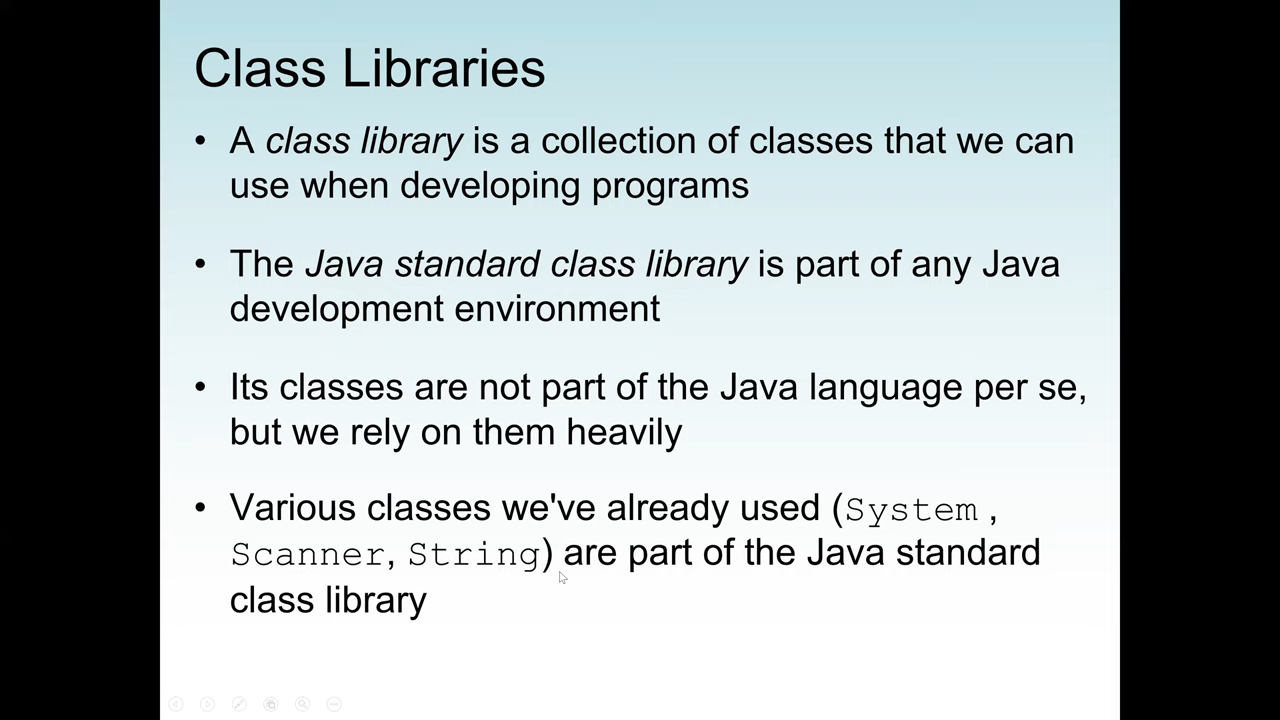 Class Libraries
• A class library is a collection of classes that we can
use when developing programs
• The Java standard class library is part of any Java
development environment
• Its classes are not part of the Java language per se,
but we rely on them heavily
• Various classes we've already used (System ,
Scanner, String) are part of the Java standard
class library